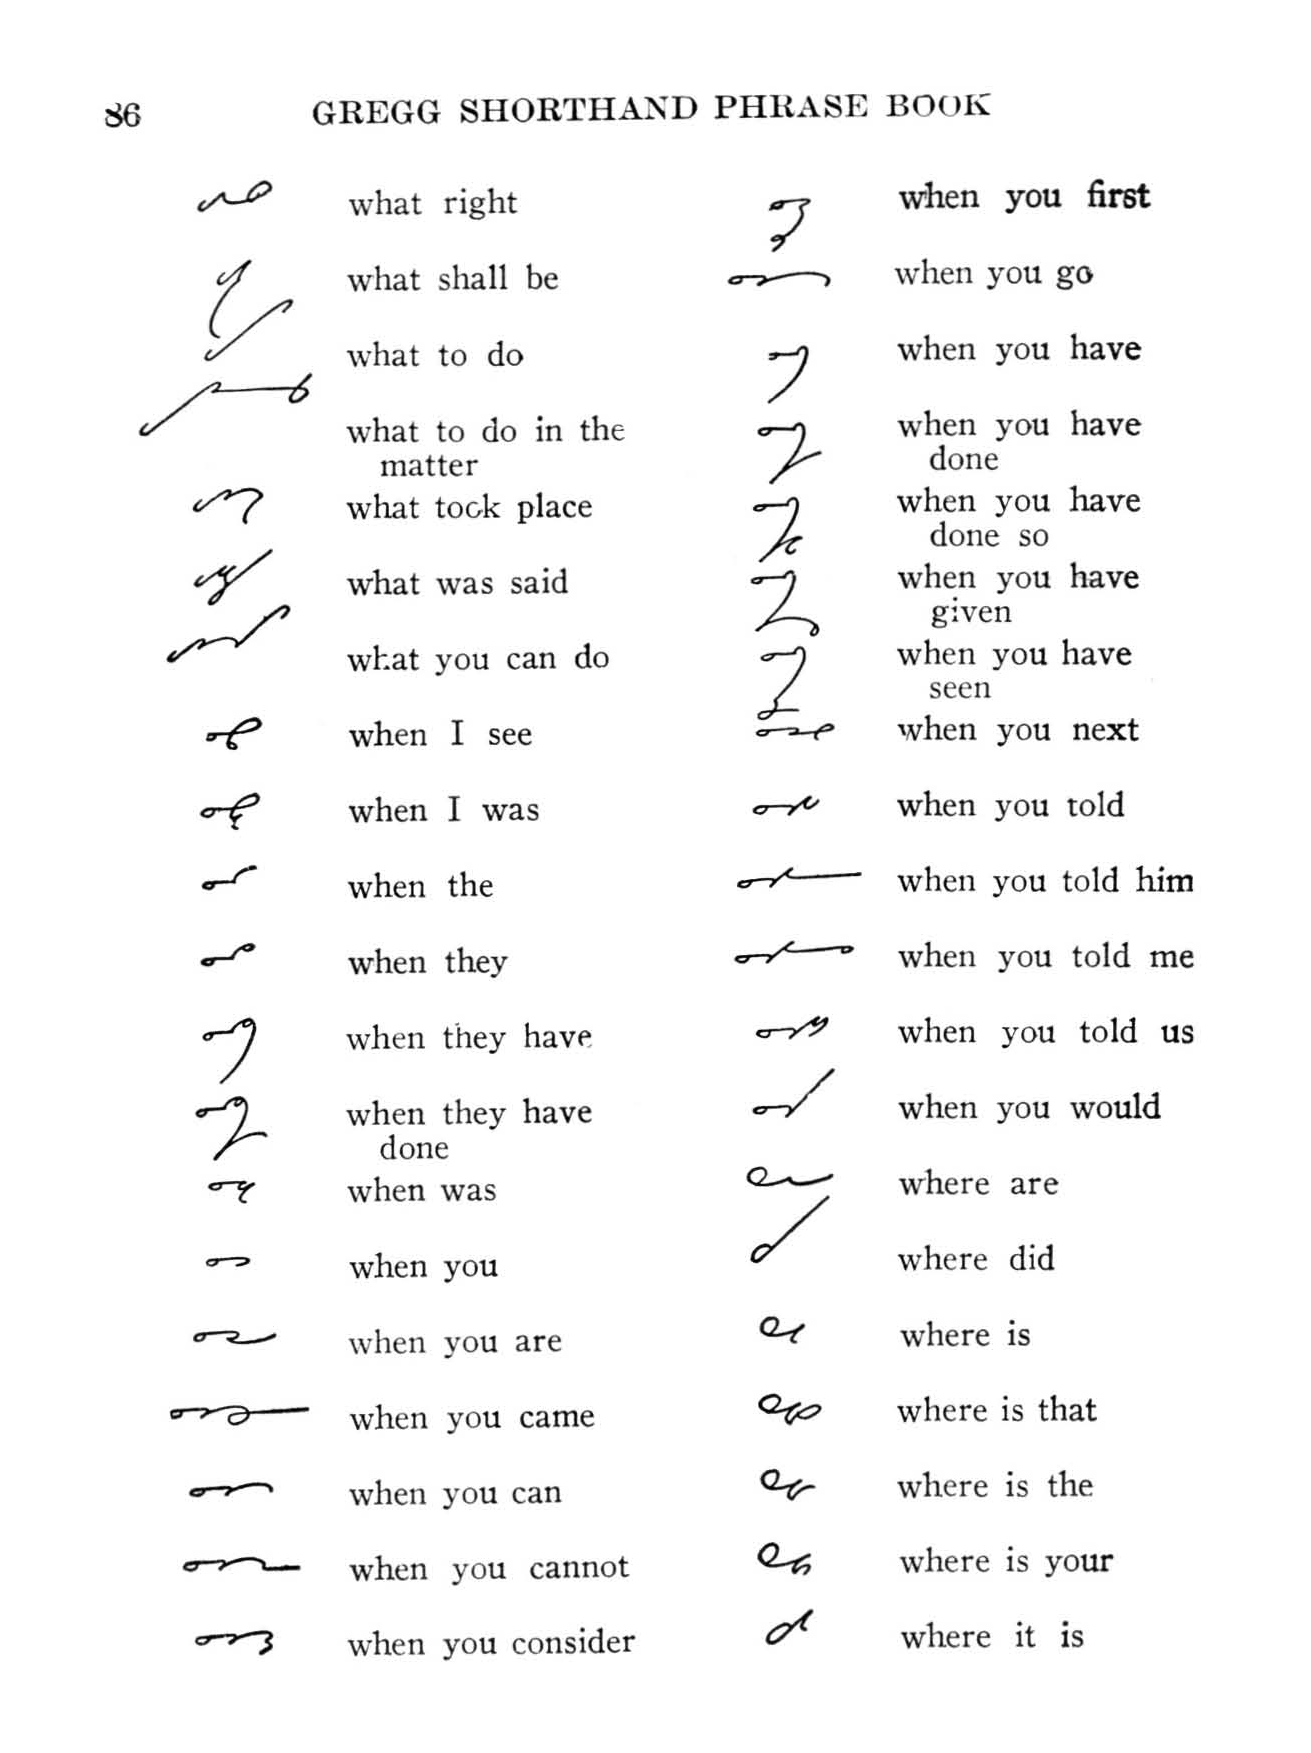 86
GREGG SHORTHAND PHRASE BOOK
what right
what shall be
what to do
what to do in the
matter
what took place
what was said
what you can do
when I see
when I was
when the
when they
when they have
when they have
done
when was
when you
when you are
when you came
when you can
when you cannot
when you consider
when you first
when you go
when you have
when you have
done
when you have
done so
when you have
given
when you have
seen
when you next
when you told
when you told him
when you told me
when you told us
when you would
where are
where did
where is
where is that
where is the
where is your
where it is